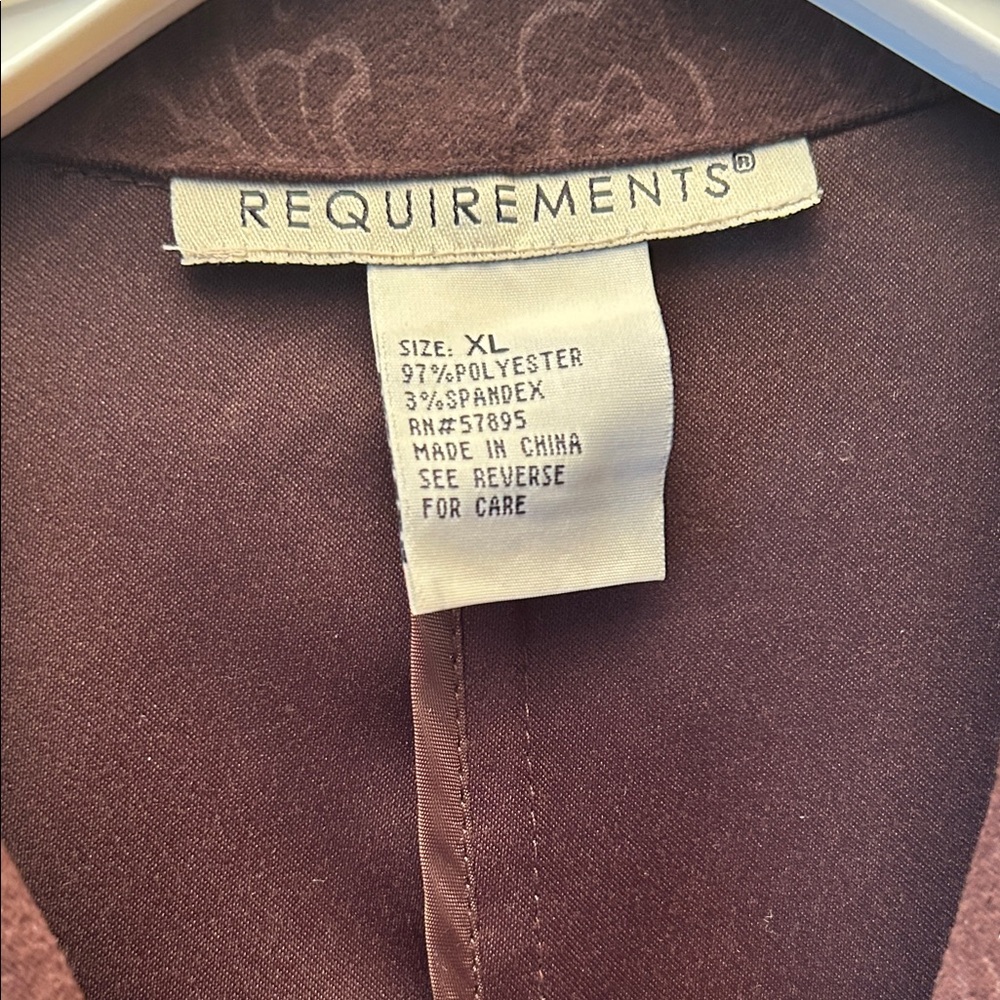 REQUIREMENTS®
SIZE: XL
97%POLYESTER
3%SPANDEX
RN#57895
MADE IN CHINA
SEE REVERSE
FOR CARE